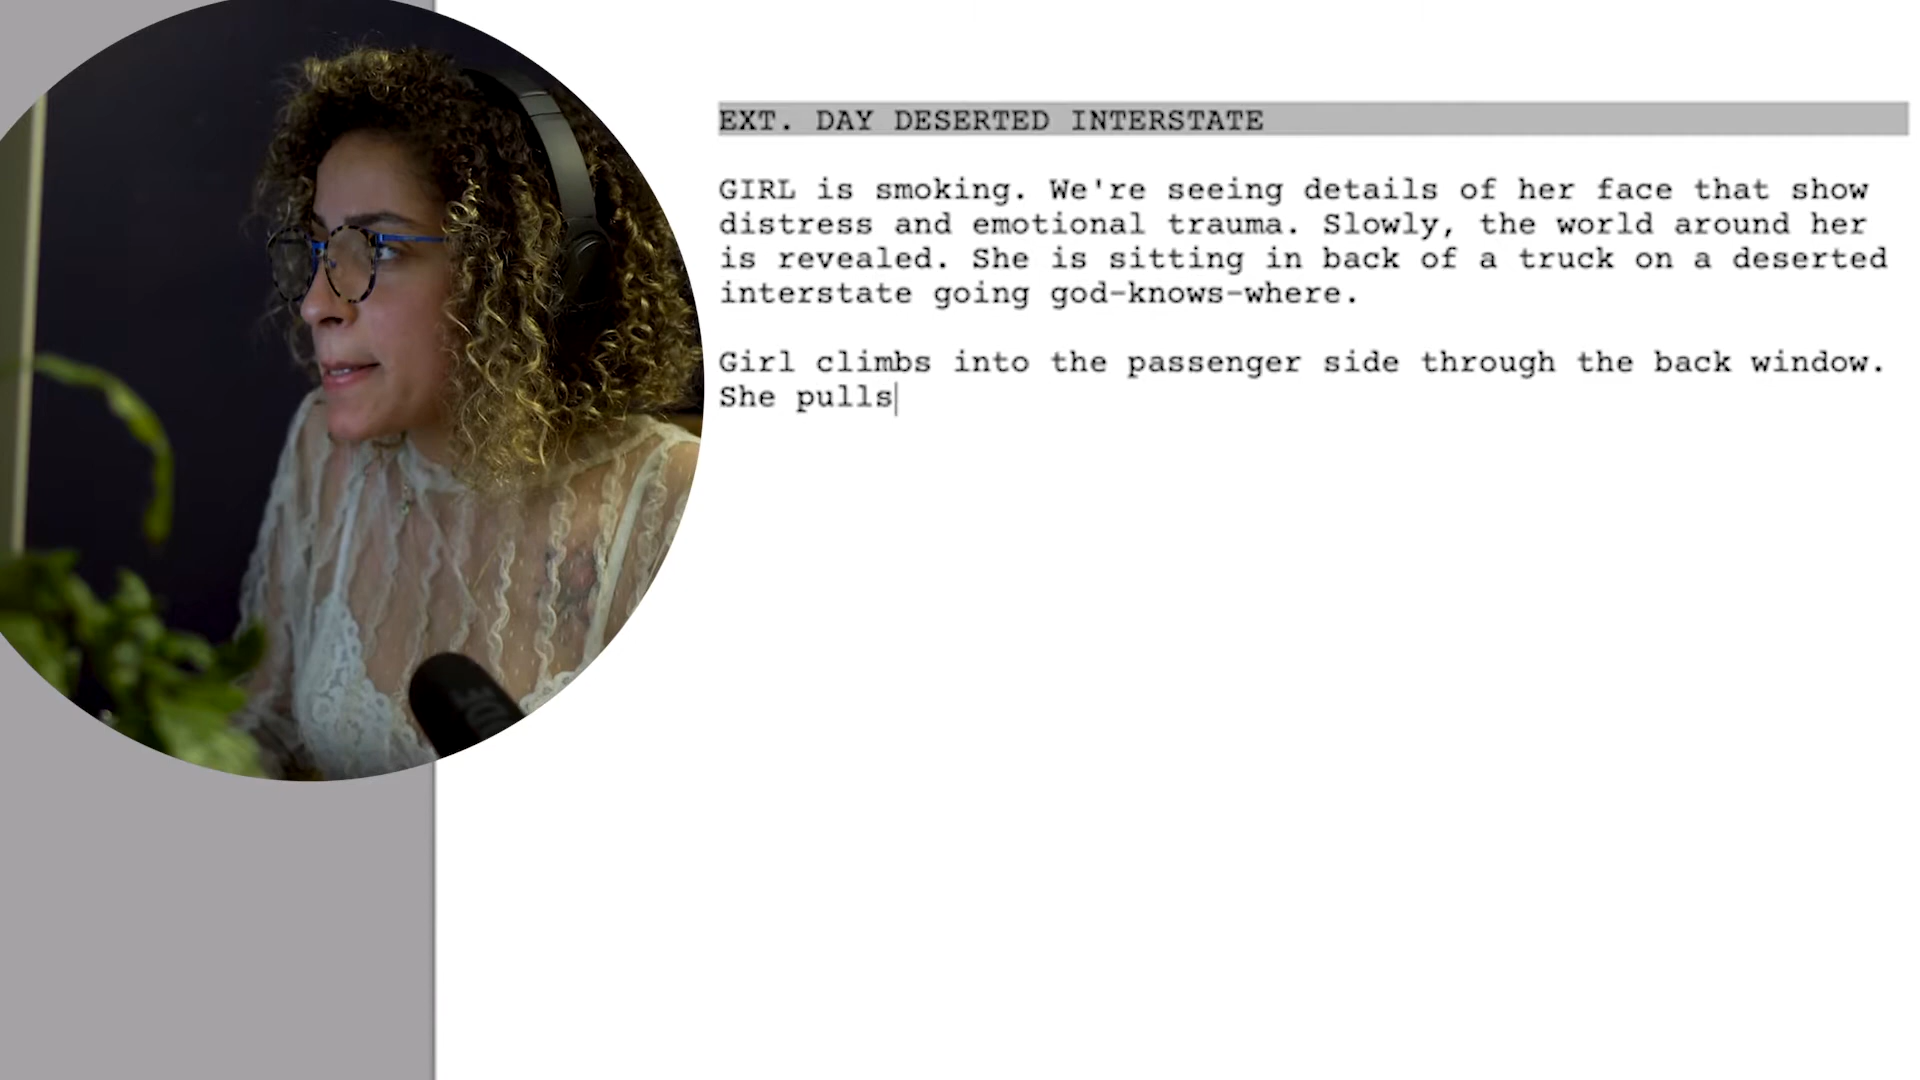 EXT. DAY DESERTED INTERSTATE
GIRL is smoking. We're seeing details of her face that show
distress and emotional trauma. Slowly, the world around her
is revealed. She is sitting in back of a truck on a deserted
interstate going god-knows-where.
Girl climbs into the passenger side through the back window.
She pulls